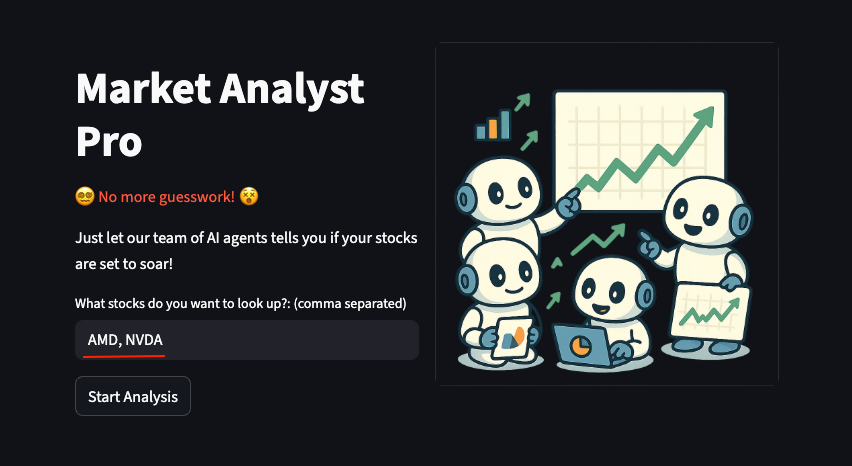 Market Analyst
Pro
😵‍💫 No more guesswork! 😵
Just let our team of AI agents tells you if your stocks
are set to soar!
What stocks do you want to look up?: (comma separated)
AMD, NVDA
Start Analysis